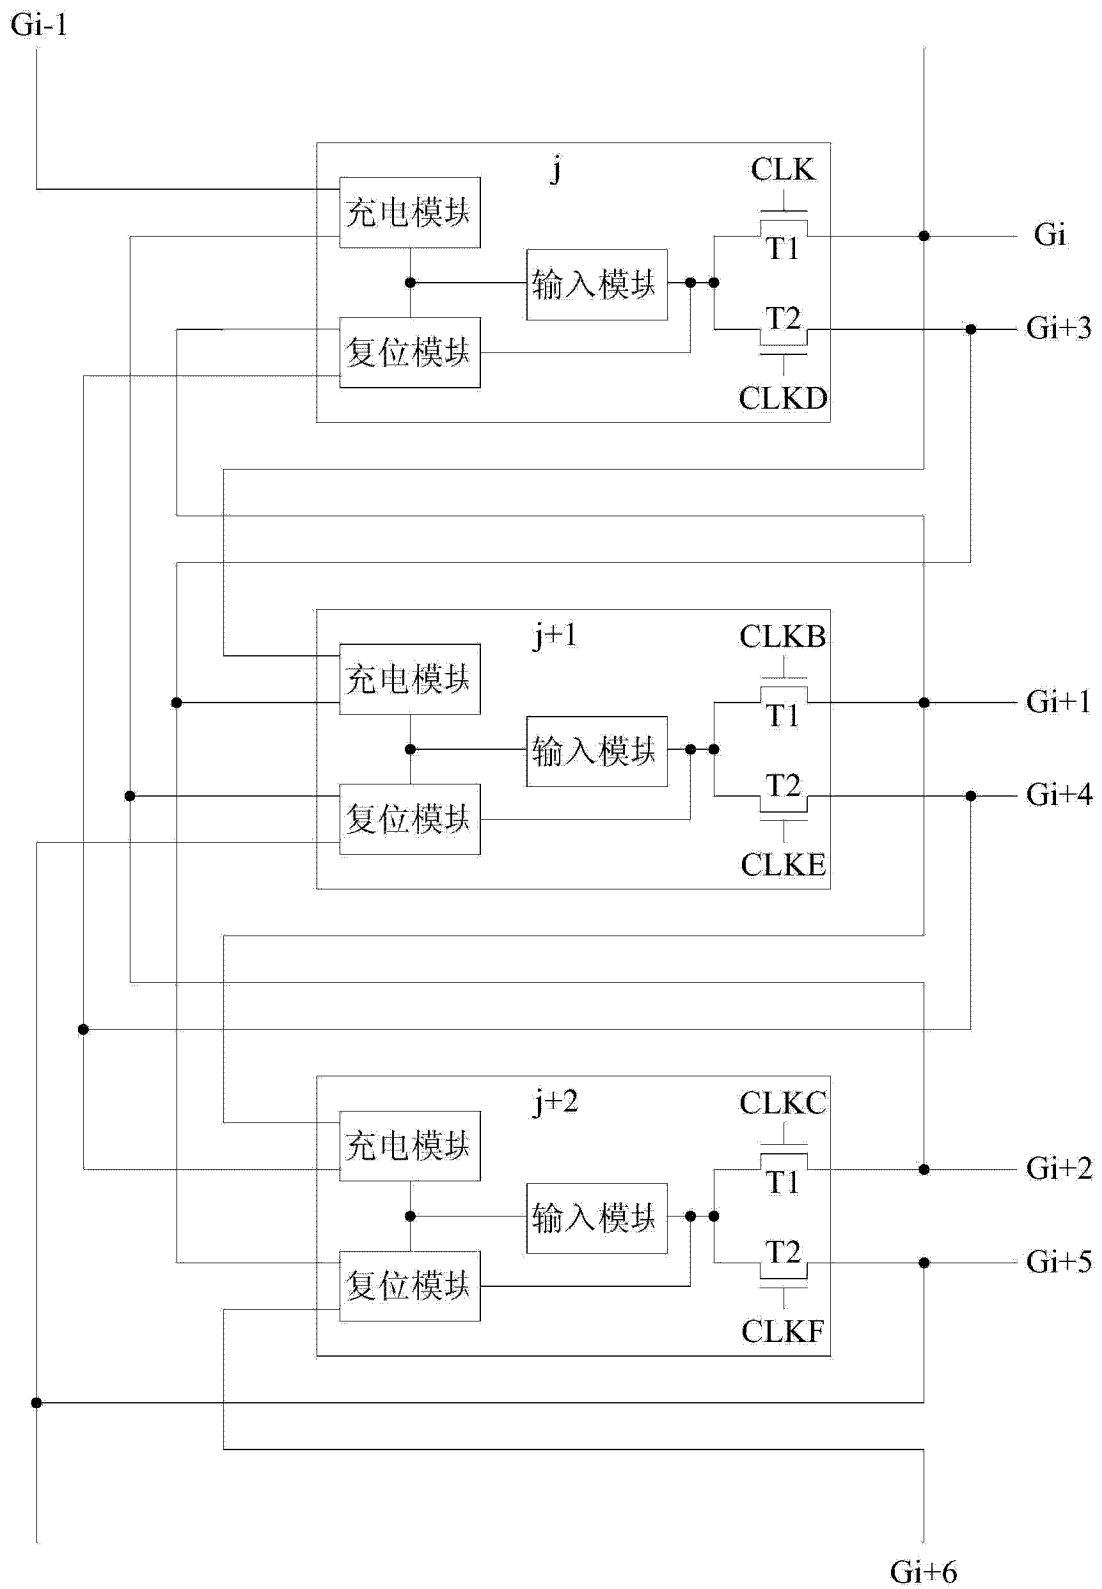 Gi-1
j
CLK
充电模块
T1
Gi
输入模块
T2
Gi+3
复位模块
CLKD
j+1
CLKB
充电模块
T1
Gi+1
输入模块
T2
Gi+4
复位模块
CLKE
j+2
CLKC
充电模块
T1
Gi+2
输入模块
T2
Gi+5
复位模块
CLKF
Gi+6